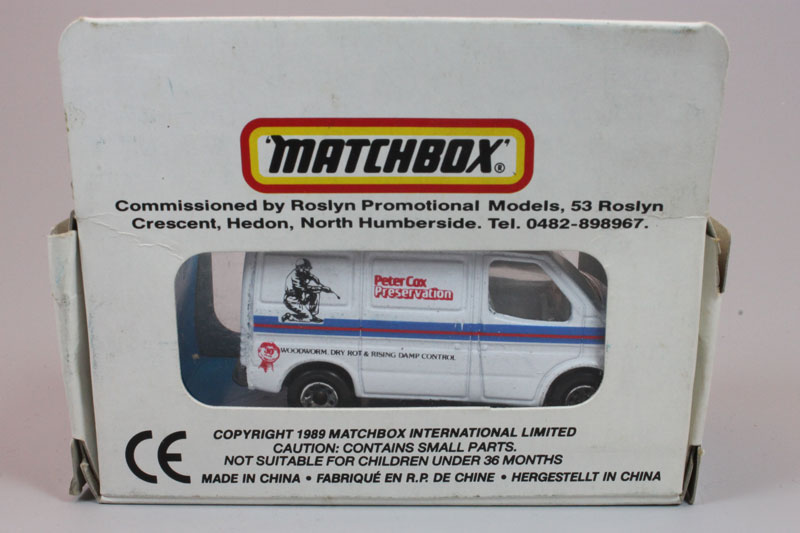 "MATCHBOX"®
Commissioned by Roslyn Promotional Models, 53 Roslyn
Crescent, Hedon, North Humberside. Tel. 0482-898967.
Peter Cox
Preservation
WOODWORM, DRY ROT & RISING DAMP CONTROL
CE
COPYRIGHT 1989 MATCHBOX INTERNATIONAL LIMITED
CAUTION: CONTAINS SMALL PARTS.
NOT SUITABLE FOR CHILDREN UNDER 36 MONTHS
MADE IN CHINA • FABRIQUÉ EN R.P. DE CHINE • HERGESTELLT IN CHINA